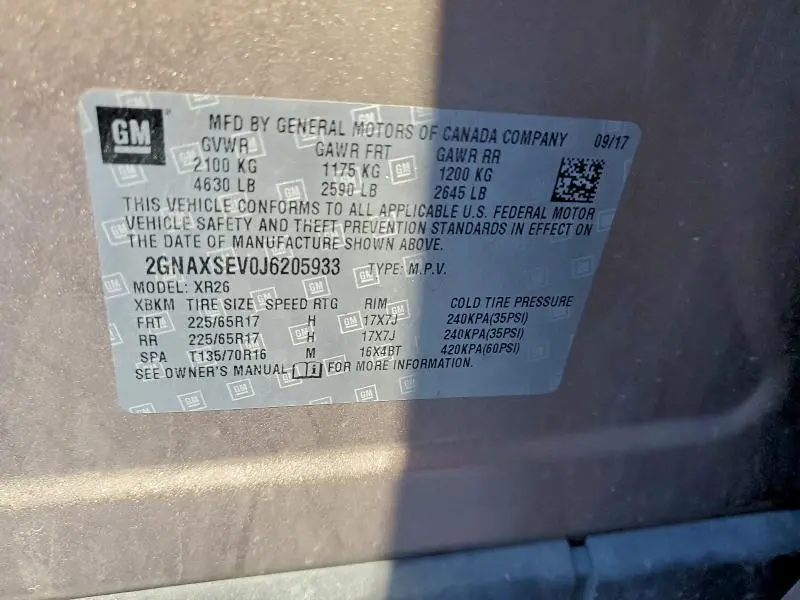 GM
MFD BY GENERAL MOTORS OF CANADA COMPANY 09/17
GVWR GAWR FRT GAWR RR
2100 KG 1175 KG 1200 KG
4630 LB 2590 LB 2645 LB
THIS VEHICLE CONFORMS TO ALL APPLICABLE U.S. FEDERAL MOTOR
VEHICLE SAFETY AND THEFT PREVENTION STANDARDS IN EFFECT ON
THE DATE OF MANUFACTURE SHOWN ABOVE.
2GNAXSEV0J6205933 TYPE: M.P.V.
MODEL: XR26
XBKM TIRE SIZE SPEED RTG RIM COLD TIRE PRESSURE
FRT 225/65R17 H 17X7J 240KPA(35PSI)
RR 225/65R17 H 17X7J 240KPA(35PSI)
SPA T135/70R16 M 16X4BT 420KPA(60PSI)
SEE OWNER'S MANUAL i FOR MORE INFORMATION.